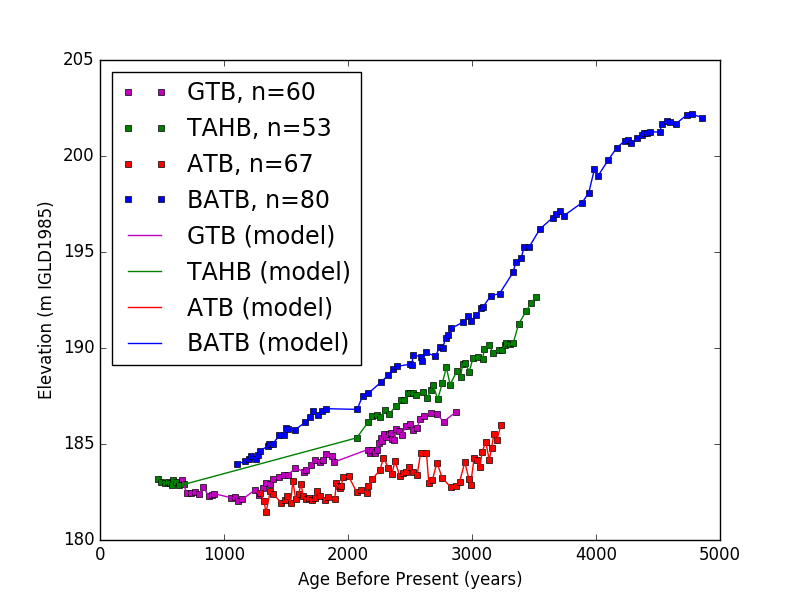 205
200
195
190
185
180
Elevation (m IGLD1985)
GTB, n=60
TAHB, n=53
ATB, n=67
BATB, n=80
GTB (model)
TAHB (model)
ATB (model)
BATB (model)
0 1000 2000 3000 4000 5000
Age Before Present (years)